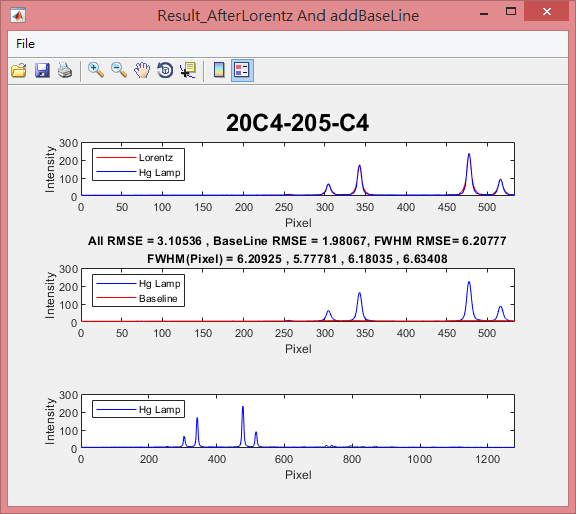 Result_AfterLorentz And addBaseLine
File
20C4-205-C4
300
200
100
0
Intensity
Lorentz
Hg Lamp
0 50 100 150 200 250 300 350 400 450 500
Pixel
All RMSE = 3.10536 , BaseLine RMSE = 1.98067, FWHM RMSE= 6.20777
FWHM(Pixel) = 6.20925 , 5.77781 , 6.18035 , 6.63408
300
200
100
0
Intensity
Hg Lamp
Baseline
0 50 100 150 200 250 300 350 400 450 500
Pixel
300
200
100
0
Intensity
Hg Lamp
0 200 400 600 800 1000 1200
Pixel